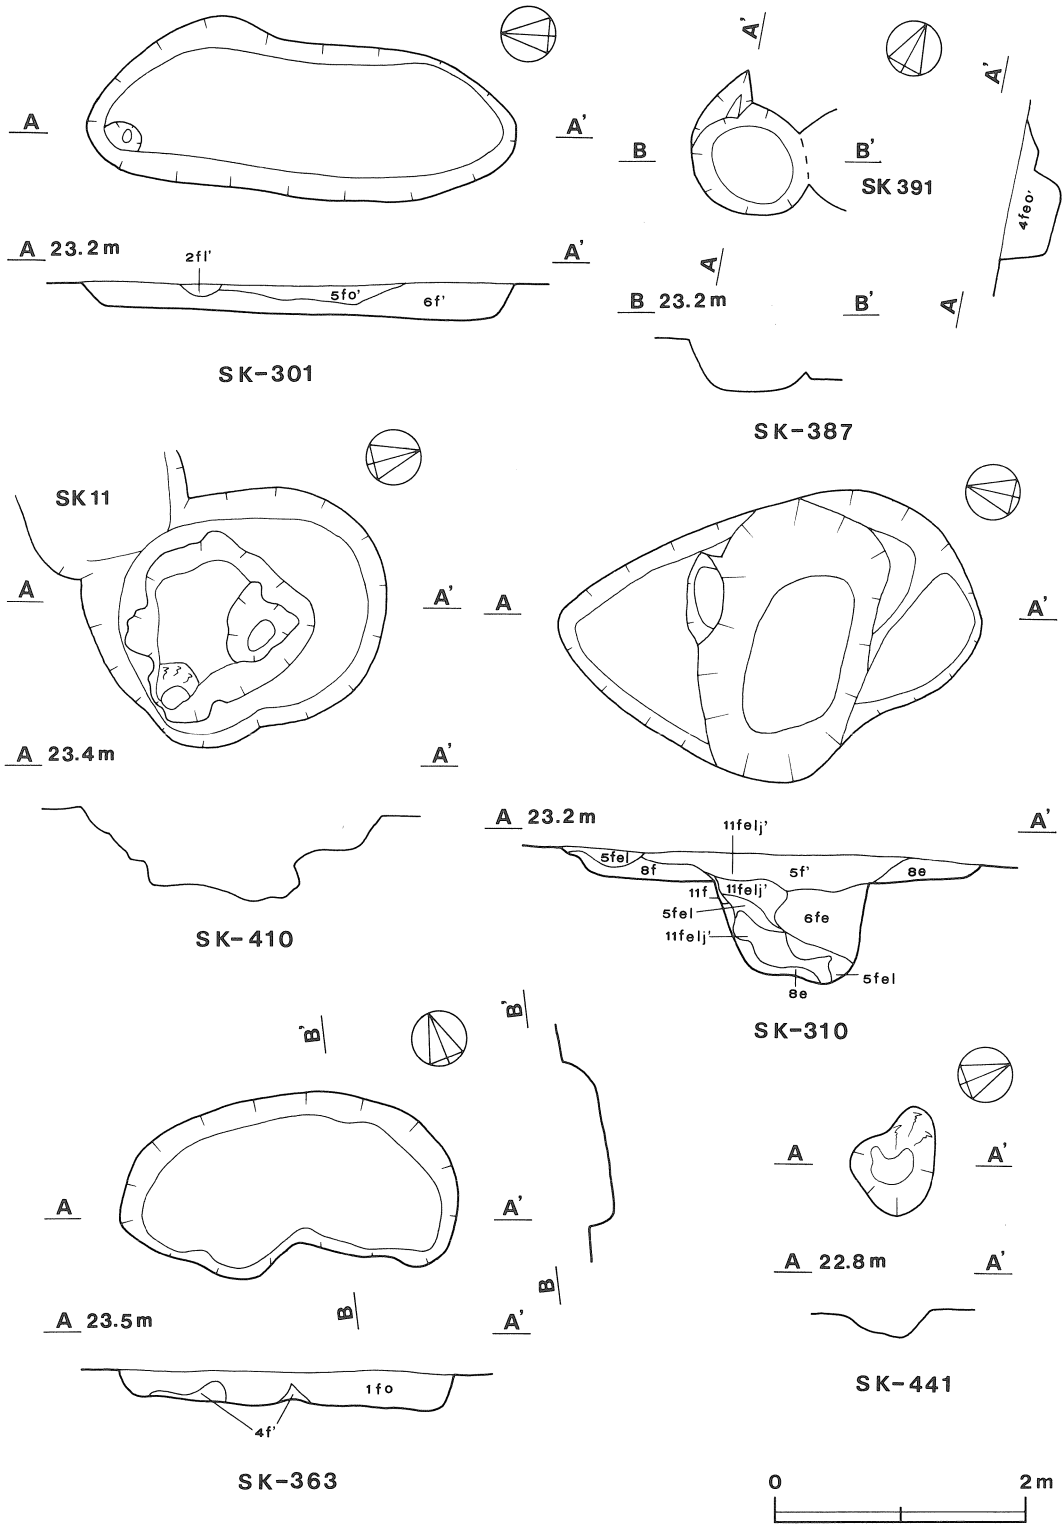 A A'
A 23.2m A'
2fl'
5fo' 6f'
SK-301
A'
B B'
SK 391
A
B 23.2m B'
SK-387
A'
4feo'
A
SK 11
A A'
A 23.4m A'
SK-410
A A'
A 23.2m A'
11felj'
5fel 5f' 8e
8f
11f 11felj'
5fel 6fe
11felj'
5fel
8e
SK-310
B' B'
A A'
B B
A 23.5m A'
1fo
4f'
SK-363
A A'
A 22.8m A'
SK-441
0 2m